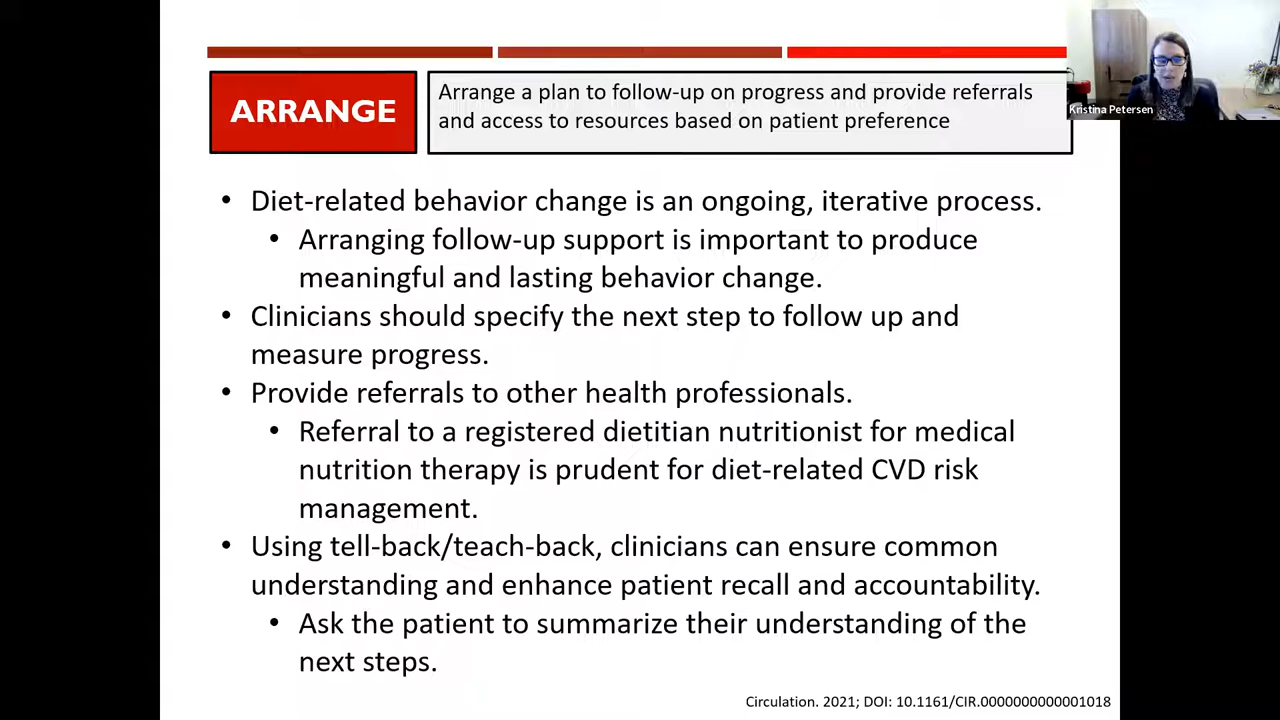 ARRANGE
Arrange a plan to follow-up on progress and provide referrals
and access to resources based on patient preference
Kristina Petersen
• Diet-related behavior change is an ongoing, iterative process.
• Arranging follow-up support is important to produce
meaningful and lasting behavior change.
• Clinicians should specify the next step to follow up and
measure progress.
• Provide referrals to other health professionals.
• Referral to a registered dietitian nutritionist for medical
nutrition therapy is prudent for diet-related CVD risk
management.
• Using tell-back/teach-back, clinicians can ensure common
understanding and enhance patient recall and accountability.
• Ask the patient to summarize their understanding of the
next steps.
Circulation. 2021; DOI: 10.1161/CIR.0000000000001018